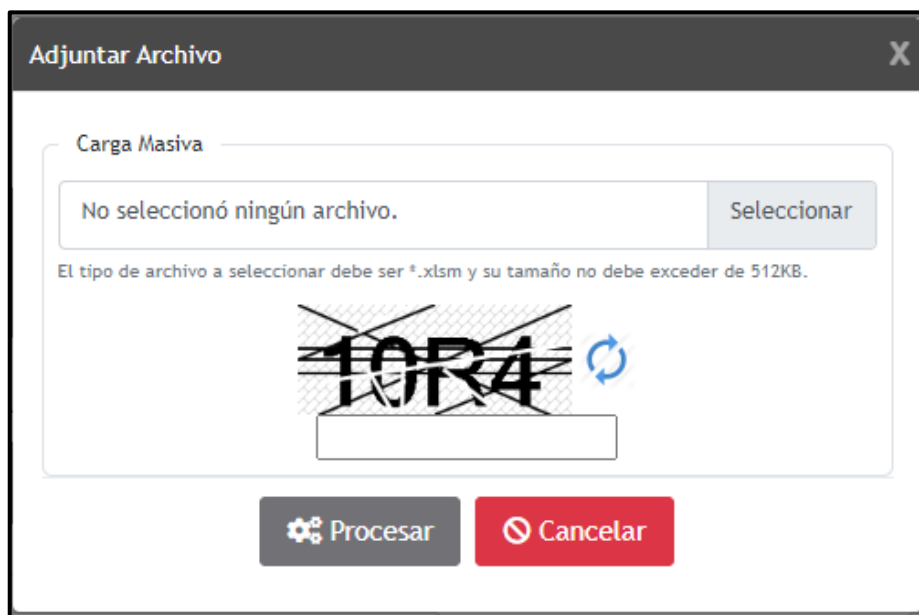 Adjuntar Archivo X
Carga Masiva
No seleccionó ningún archivo. Seleccionar
El tipo de archivo a seleccionar debe ser *.xlsm y su tamaño no debe exceder de 512KB.
10R4
Procesar Cancelar